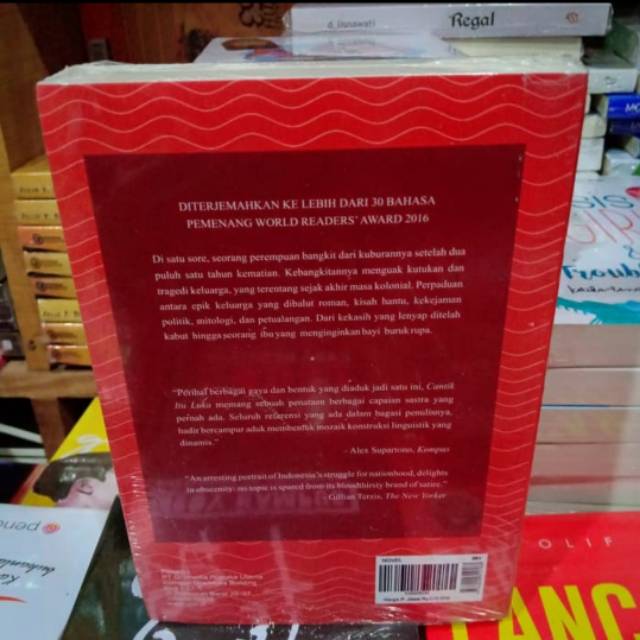 d. lisnawati
Regal
DITERJEMAHKAN KE LEBIH DARI 30 BAHASA
PEMENANG WORLD READERS' AWARD 2016
Di satu sore, seorang perempuan bangkit dari kuburannya setelah dua
puluh satu tahun kematian. Kebangkitannya menguak kutukan dan
tragedi keluarga, yang terentang sejak akhir masa kolonial. Perpaduan
antara epik keluarga yang dibalut roman, kisah hantu, kekejaman
politik, mitologi, dan petualangan. Dari kekasih yang lenyap ditelah
kabut hingga seorang ibu yang menginginkan bayi buruk rupa.
"Perihal berbagai gaya dan bentuk yang diaduk jadi satu ini, Cantik
Itu Luka memang sebuah penataan berbagai capaian sastra yang
pernah ada. Seluruh referensi yang ada dalam bagasi penulisnya,
hadir bercampur aduk membentuk mozaik konstruksi linguistik yang
dinamis."
- Alex Supartono, Kompas
"An arresting portrait of Indonesia's struggle for nationhood, delights
in obscenity: no topic is spared from its bloodthirsty brand of satire."
- Gillian Terzis, The New Yorker
NOVEL
OLIF